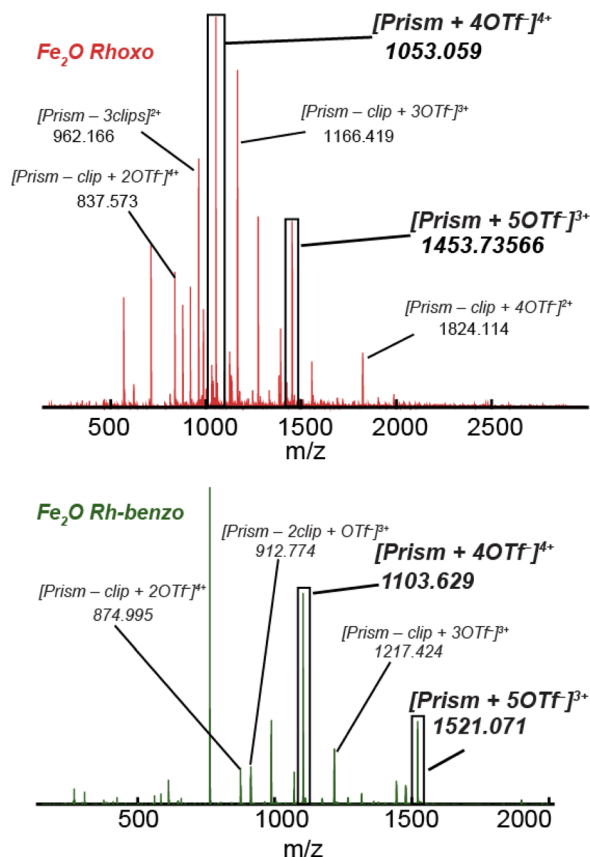 Fe₂O Rhoxo
[Prism + 4OTf⁻]⁴⁺
1053.059
[Prism – 3clips]²⁺
962.166
[Prism – clip + 3OTf⁻]³⁺
1166.419
[Prism – clip + 2OTf⁻]⁴⁺
837.573
[Prism + 5OTf⁻]³⁺
1453.73566
[Prism – clip + 4OTf⁻]²⁺
1824.114
500 1000 1500 2000 2500
m/z
Fe₂O Rh-benzo
[Prism – 2clip + OTf⁻]³⁺
912.774
[Prism + 4OTf⁻]⁴⁺
1103.629
[Prism – clip + 2OTf⁻]⁴⁺
874.995
[Prism – clip + 3OTf⁻]³⁺
1217.424
[Prism + 5OTf⁻]³⁺
1521.071
500 1000 1500 2000
m/z